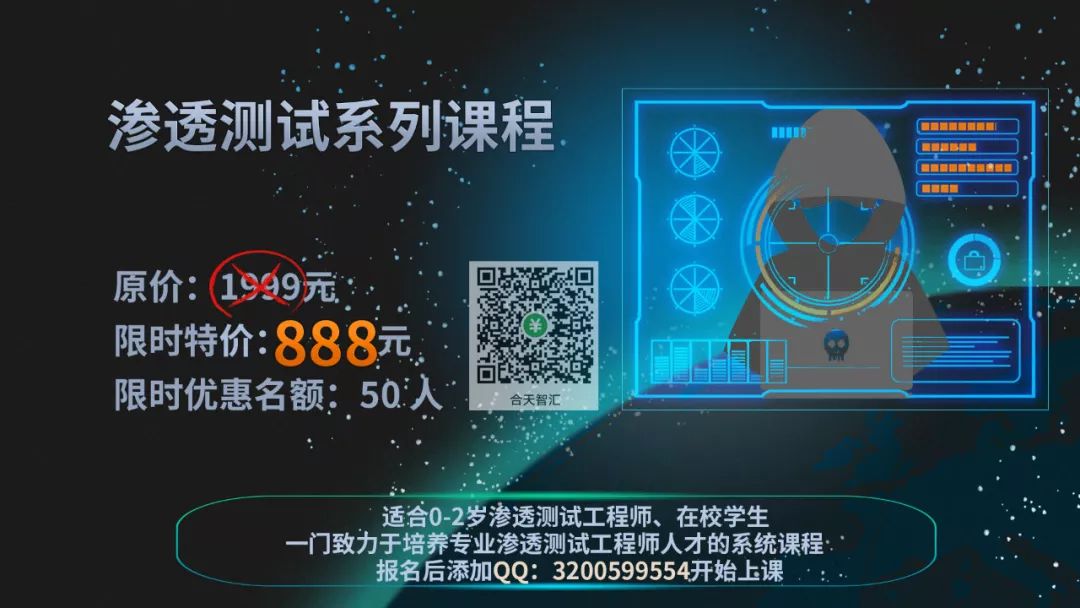 渗透测试系列课程
原价：1999元
限时特价：888元
限时优惠名额：50 人
合天智汇
适合0-2岁渗透测试工程师、在校学生
一门致力于培养专业渗透测试工程师人才的系统课程
报名后添加QQ：3200599554开始上课